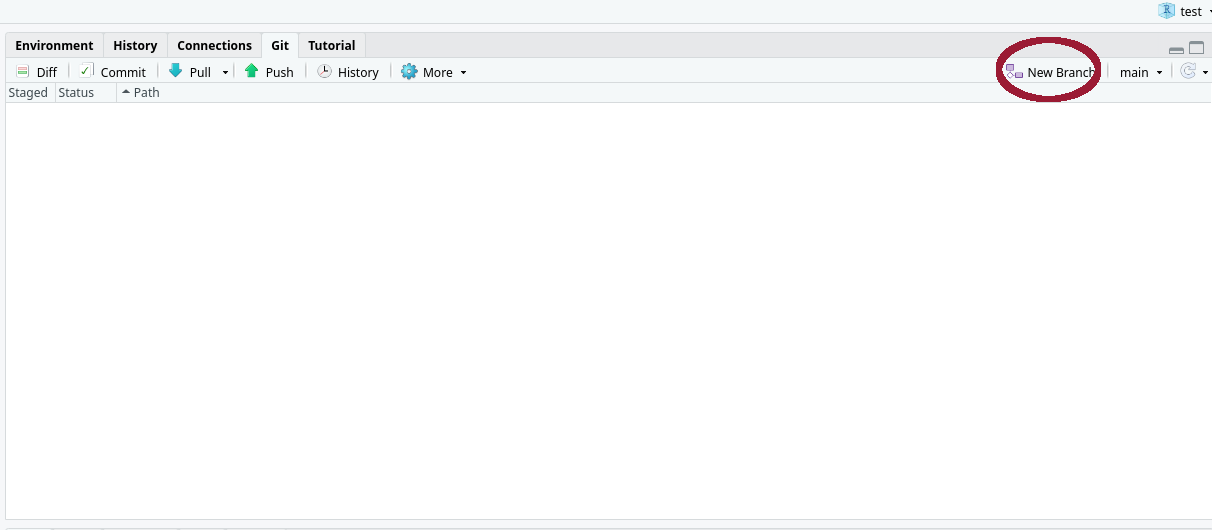 test
Environment History Connections Git Tutorial
Diff Commit Pull Push History More New Branch main
Staged Status Path